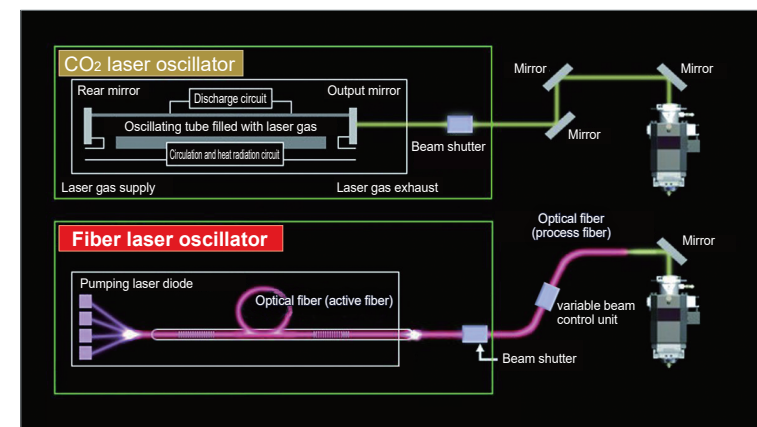 CO2 laser oscillator
Rear mirror
Discharge circuit
Output mirror
Oscillating tube filled with laser gas
Circulation and heat radiation circuit
Laser gas supply
Laser gas exhaust
Beam shutter
Mirror
Mirror
Mirror
Fiber laser oscillator
Pumping laser diode
Optical fiber (active fiber)
Beam shutter
Optical fiber
(process fiber)
variable beam
control unit
Mirror